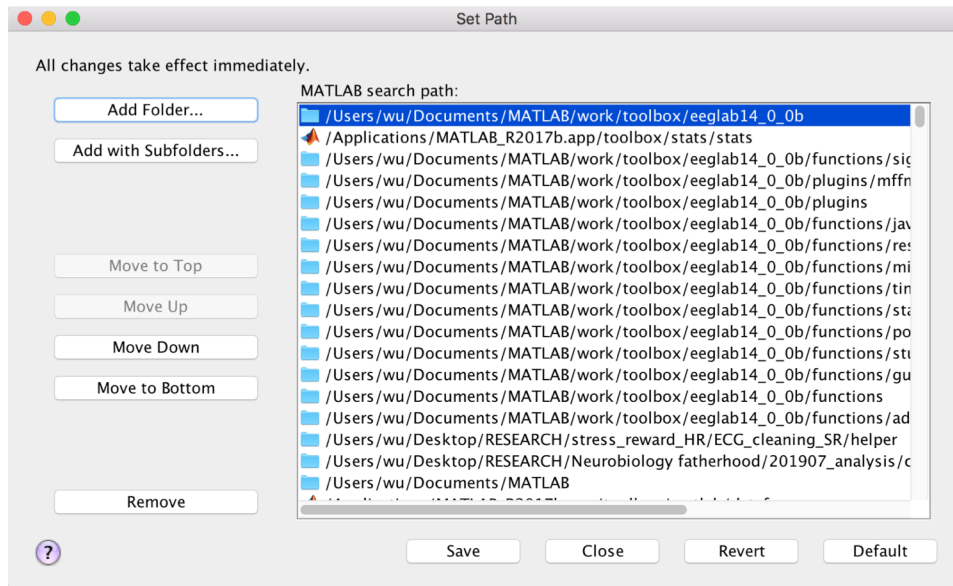 Set Path
All changes take effect immediately.
MATLAB search path:
Add Folder...
Add with Subfolders...
Move to Top
Move Up
Move Down
Move to Bottom
Remove
/Users/wu/Documents/MATLAB/work/toolbox/eeglab14_0_0b
/Applications/MATLAB_R2017b.app/toolbox/stats/stats
/Users/wu/Documents/MATLAB/work/toolbox/eeglab14_0_0b/functions/sig
/Users/wu/Documents/MATLAB/work/toolbox/eeglab14_0_0b/plugins/mffn
/Users/wu/Documents/MATLAB/work/toolbox/eeglab14_0_0b/plugins
/Users/wu/Documents/MATLAB/work/toolbox/eeglab14_0_0b/functions/jav
/Users/wu/Documents/MATLAB/work/toolbox/eeglab14_0_0b/functions/res
/Users/wu/Documents/MATLAB/work/toolbox/eeglab14_0_0b/functions/mi
/Users/wu/Documents/MATLAB/work/toolbox/eeglab14_0_0b/functions/tin
/Users/wu/Documents/MATLAB/work/toolbox/eeglab14_0_0b/functions/sta
/Users/wu/Documents/MATLAB/work/toolbox/eeglab14_0_0b/functions/po
/Users/wu/Documents/MATLAB/work/toolbox/eeglab14_0_0b/functions/stu
/Users/wu/Documents/MATLAB/work/toolbox/eeglab14_0_0b/functions/gu
/Users/wu/Documents/MATLAB/work/toolbox/eeglab14_0_0b/functions
/Users/wu/Documents/MATLAB/work/toolbox/eeglab14_0_0b/functions/ad
/Users/wu/Desktop/RESEARCH/stress_reward_HR/ECG_cleaning_SR/helper
/Users/wu/Desktop/RESEARCH/Neurobiology fatherhood/201907_analysis/c
/Users/wu/Documents/MATLAB
?
Save
Close
Revert
Default